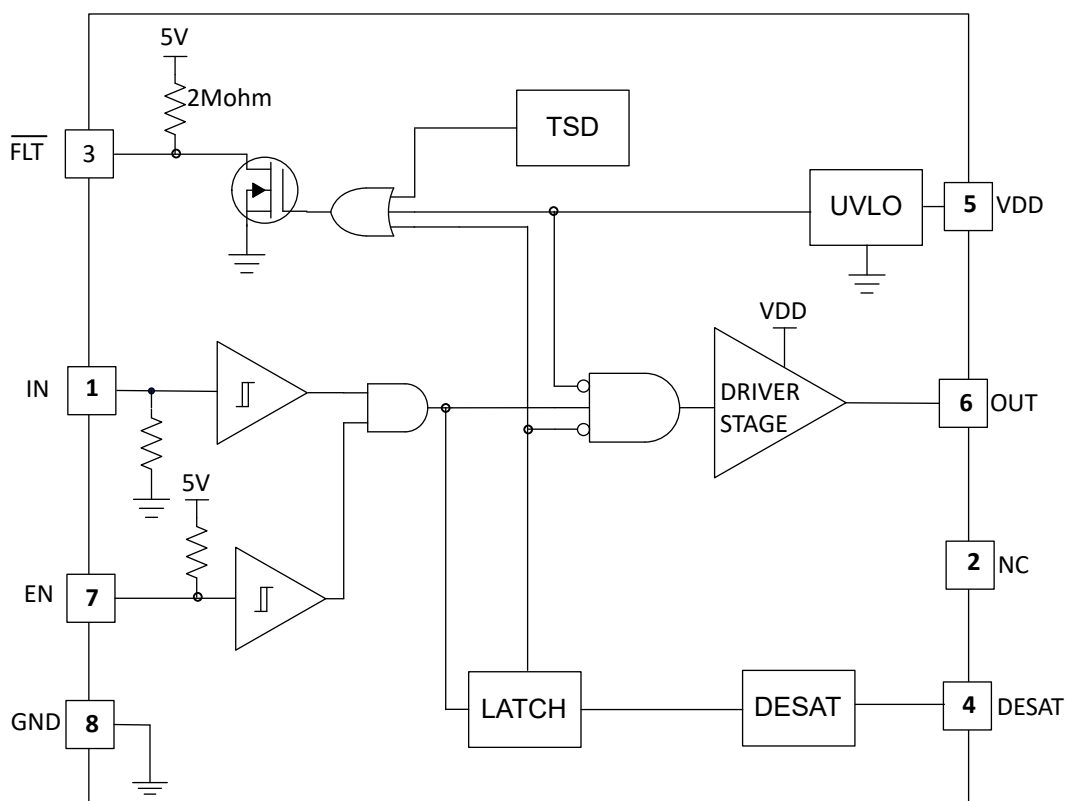 5V
2Mohm
TSD
FLT
3
UVLO
5
VDD
VDD
IN
1
DRIVER
STAGE
6
OUT
5V
2
NC
EN
7
LATCH
DESAT
4
DESAT
GND
8